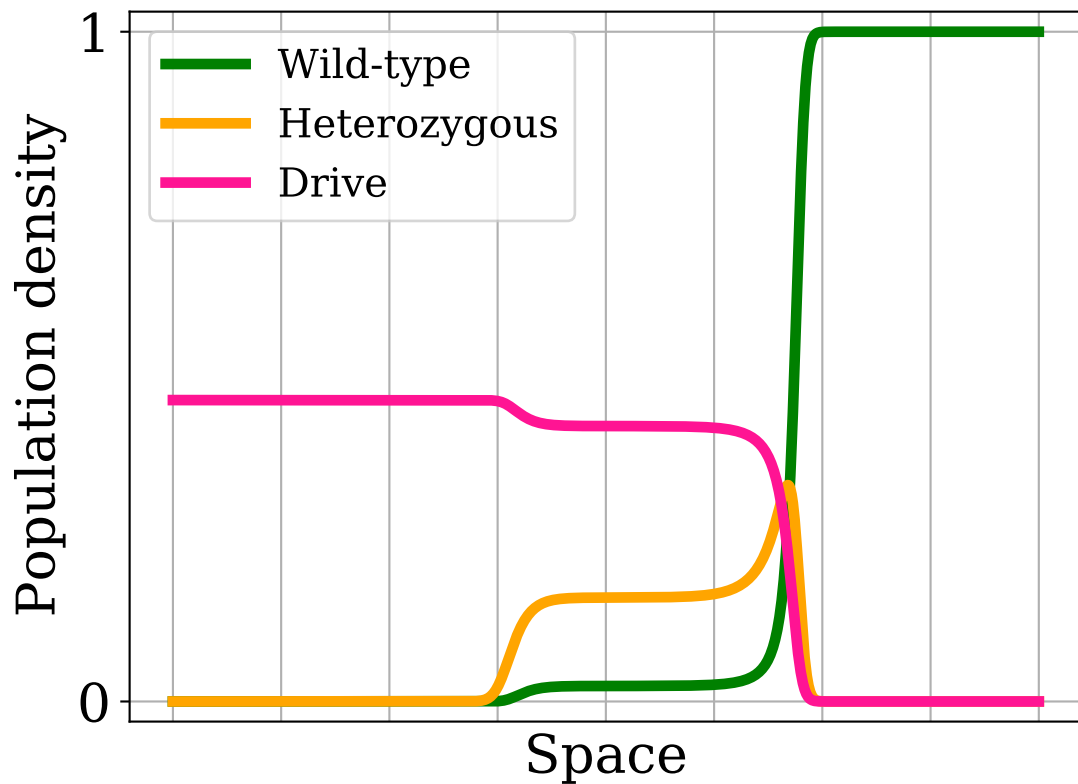 1
Wild-type
Heterozygous
Drive
Population density
0
Space